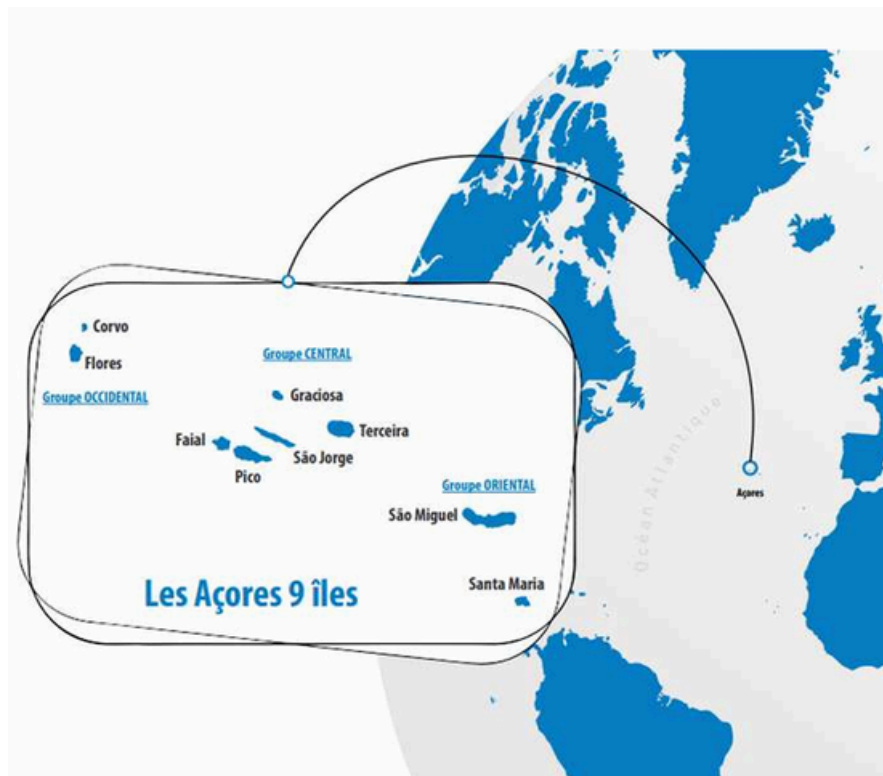 Corvo
Flores
Groupe OCCIDENTAL
Groupe CENTRAL
Graciosa
Terceira
Faial
São Jorge
Pico
Groupe ORIENTAL
São Miguel
Santa Maria
Les Açores 9 îles
Océan Atlantique
Açores